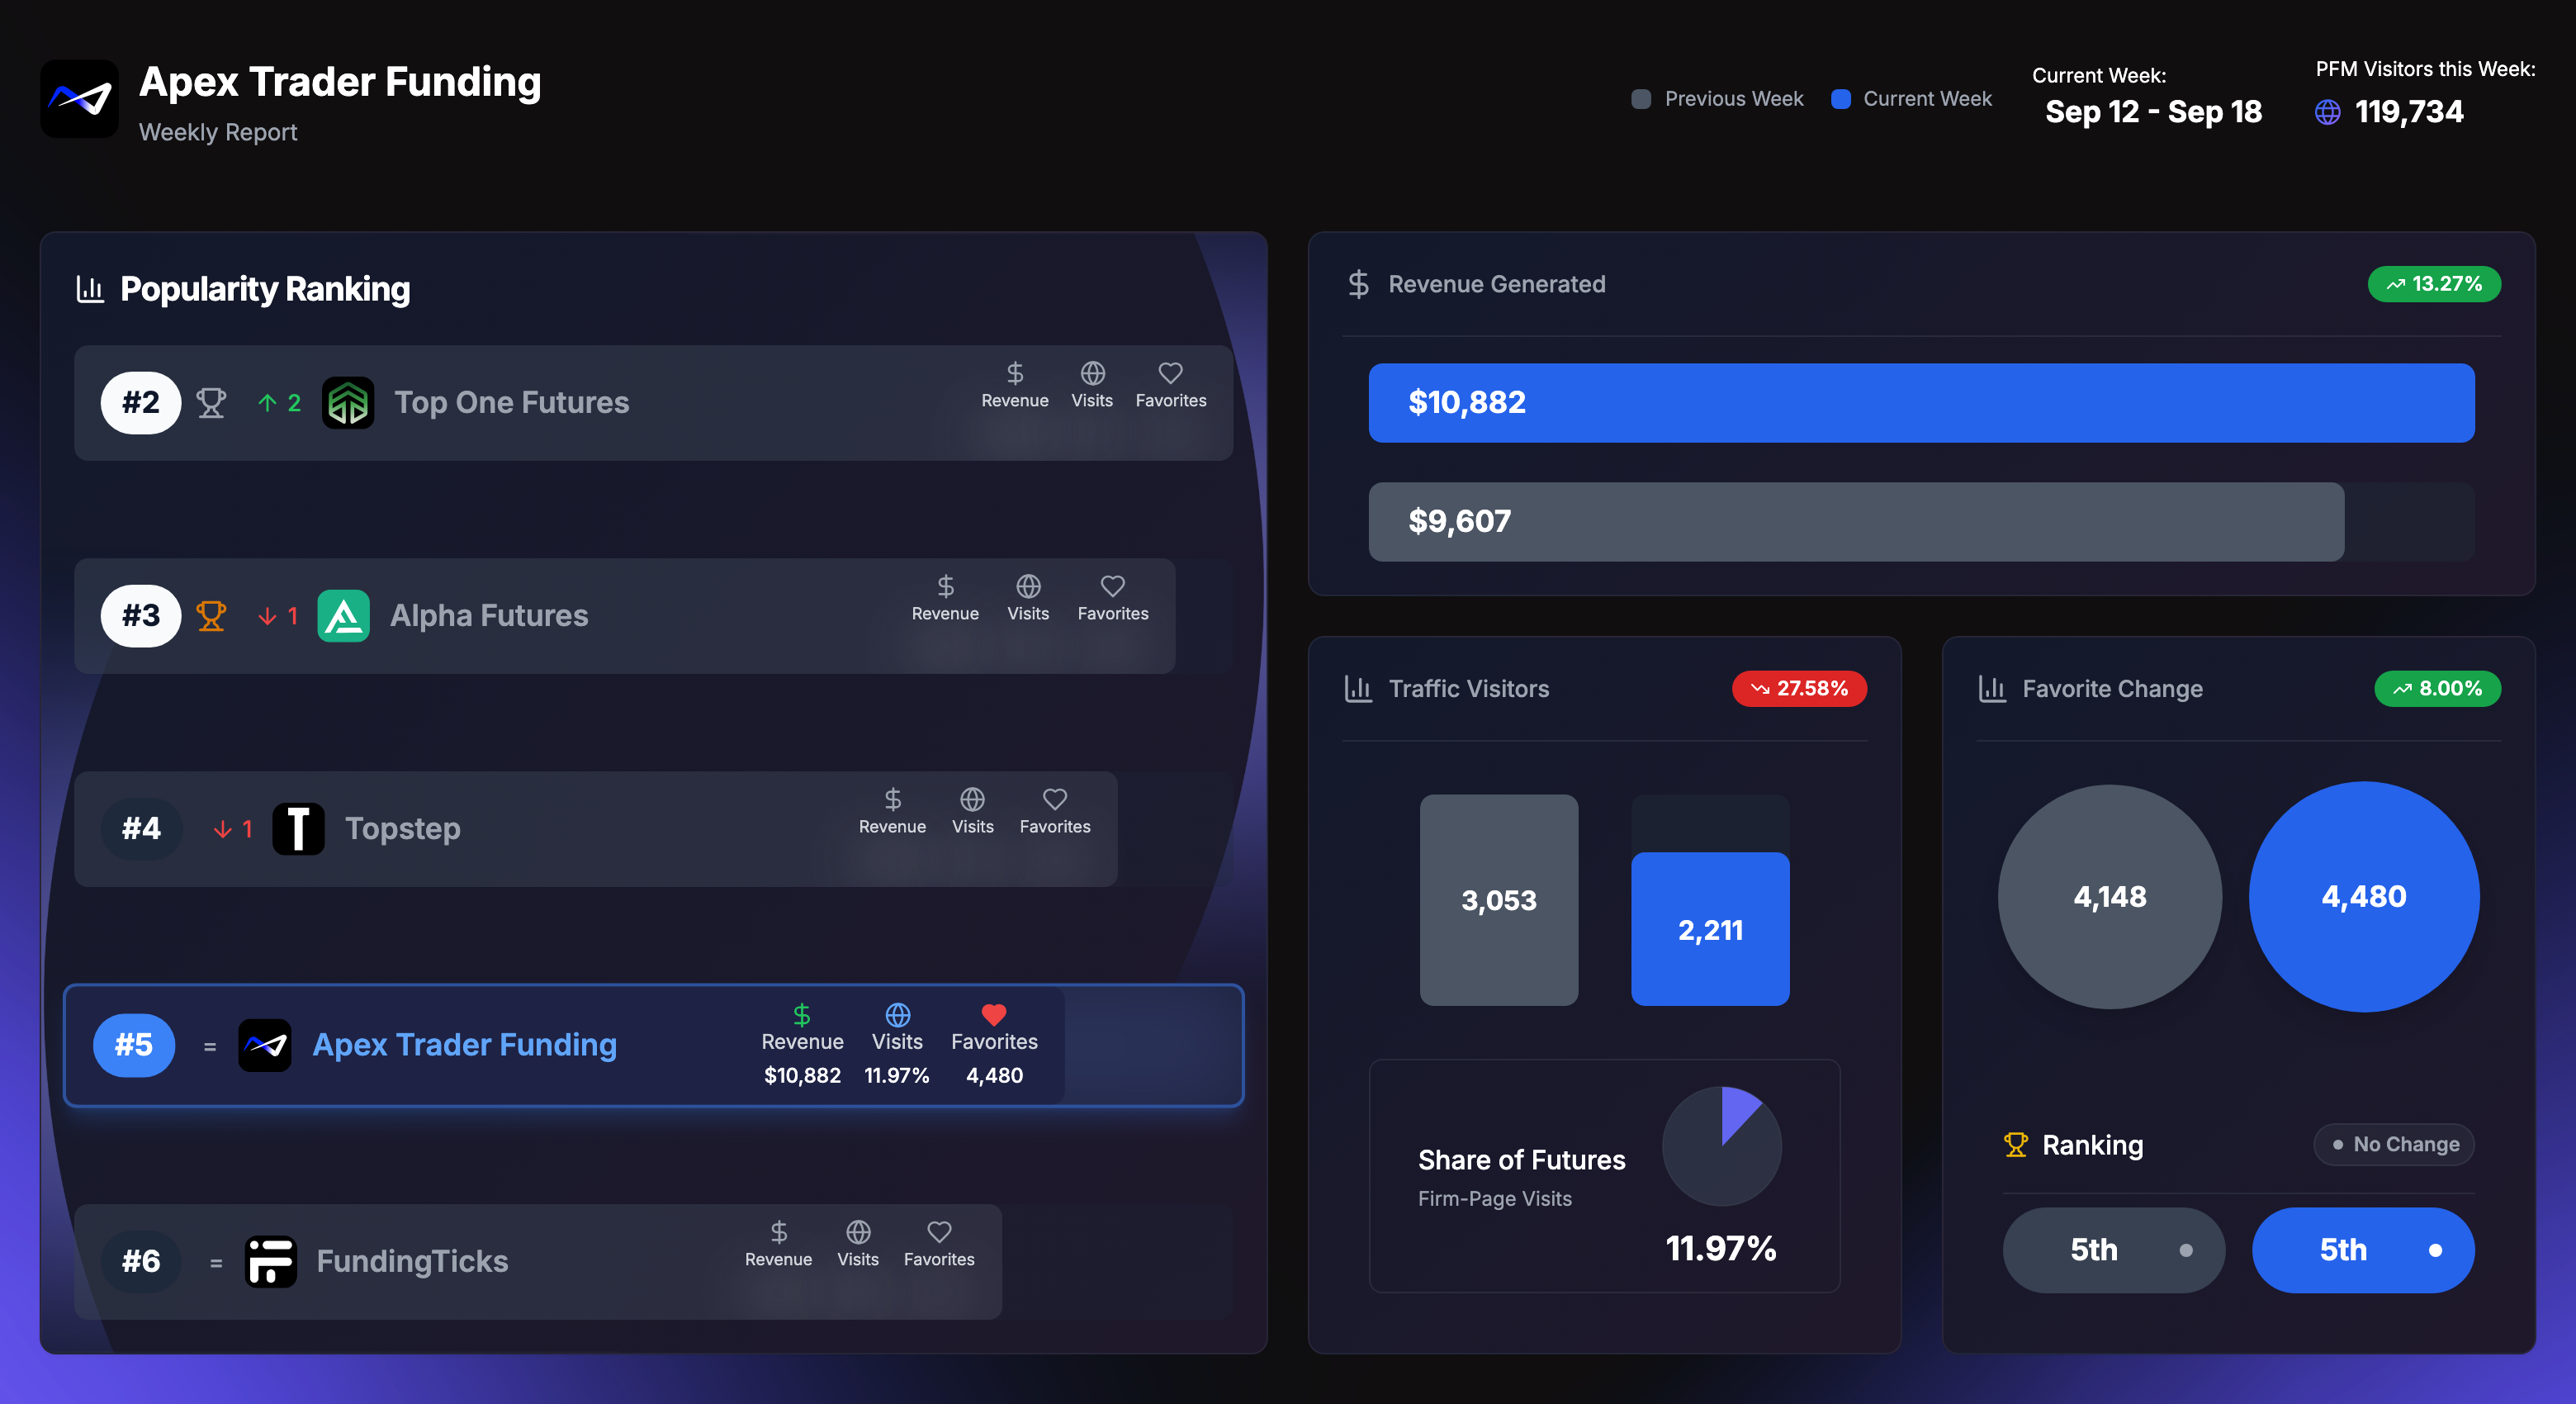 Apex Trader Funding
Weekly Report
Previous Week
Current Week
Current Week:
Sep 12 - Sep 18
PFM Visitors this Week:
119,734
Popularity Ranking
#2
2
Top One Futures
Revenue
Visits
Favorites
#3
1
Alpha Futures
Revenue
Visits
Favorites
#4
1
Topstep
Revenue
Visits
Favorites
#5
=
Apex Trader Funding
Revenue
Visits
Favorites
$10,882
11.97%
4,480
#6
=
FundingTicks
Revenue
Visits
Favorites
Revenue Generated
13.27%
$10,882
$9,607
Traffic Visitors
27.58%
3,053
2,211
Share of Futures
Firm-Page Visits
11.97%
Favorite Change
8.00%
4,148
4,480
Ranking
No Change
5th
5th